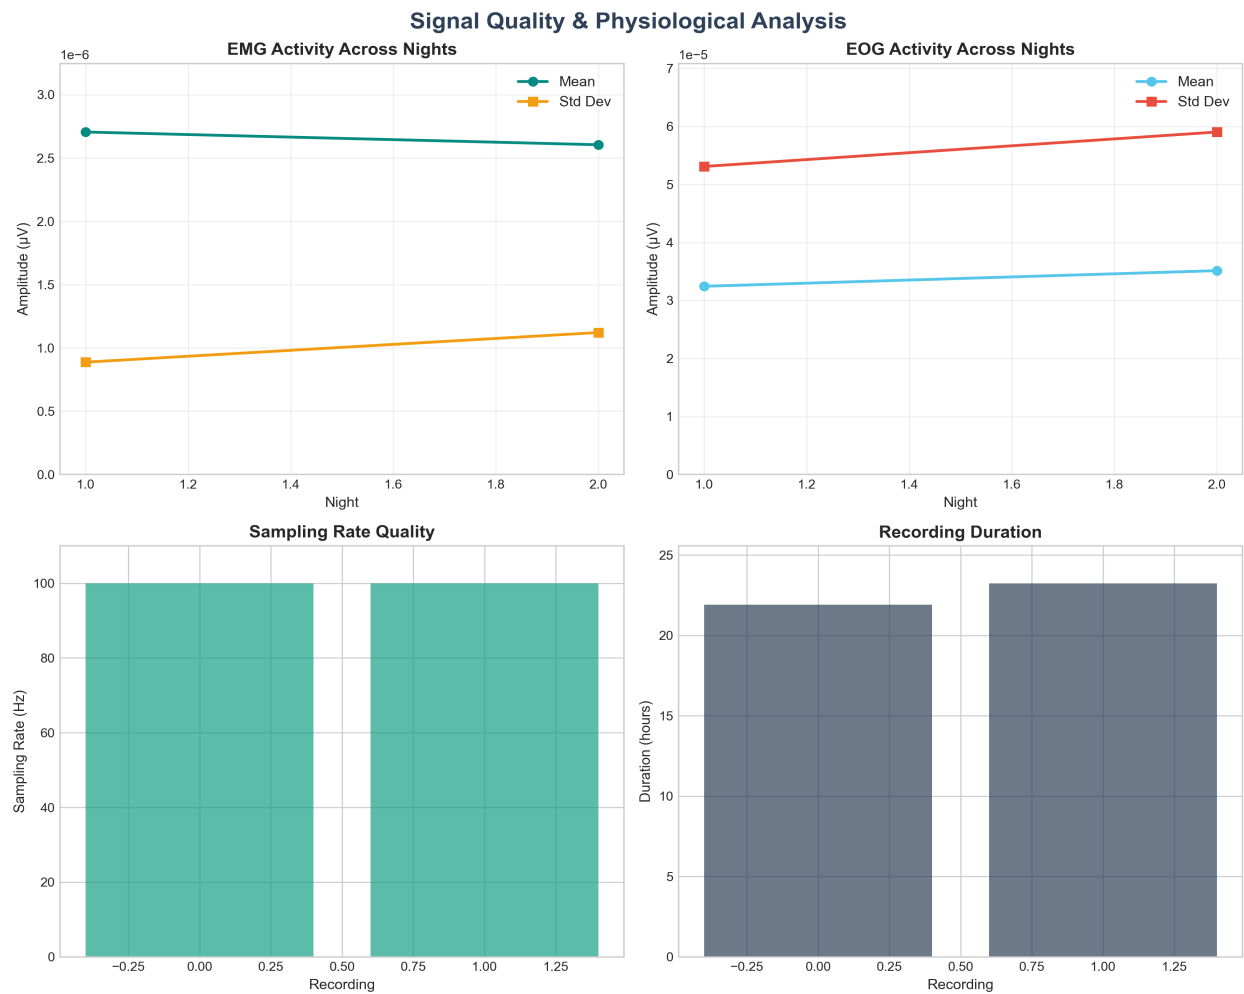 Signal Quality & Physiological Analysis
EMG Activity Across Nights
1e−6
Mean
Std Dev
3.0
2.5
2.0
1.5
1.0
0.5
0.0
Amplitude (μV)
1.0 1.2 1.4 1.6 1.8 2.0
Night
EOG Activity Across Nights
1e−5
Mean
Std Dev
7
6
5
4
3
2
1
0
Amplitude (μV)
1.0 1.2 1.4 1.6 1.8 2.0
Night
Sampling Rate Quality
100
80
60
40
20
0
Sampling Rate (Hz)
−0.25 0.00 0.25 0.50 0.75 1.00 1.25
Recording
Recording Duration
25
20
15
10
5
0
Duration (hours)
−0.25 0.00 0.25 0.50 0.75 1.00 1.25
Recording